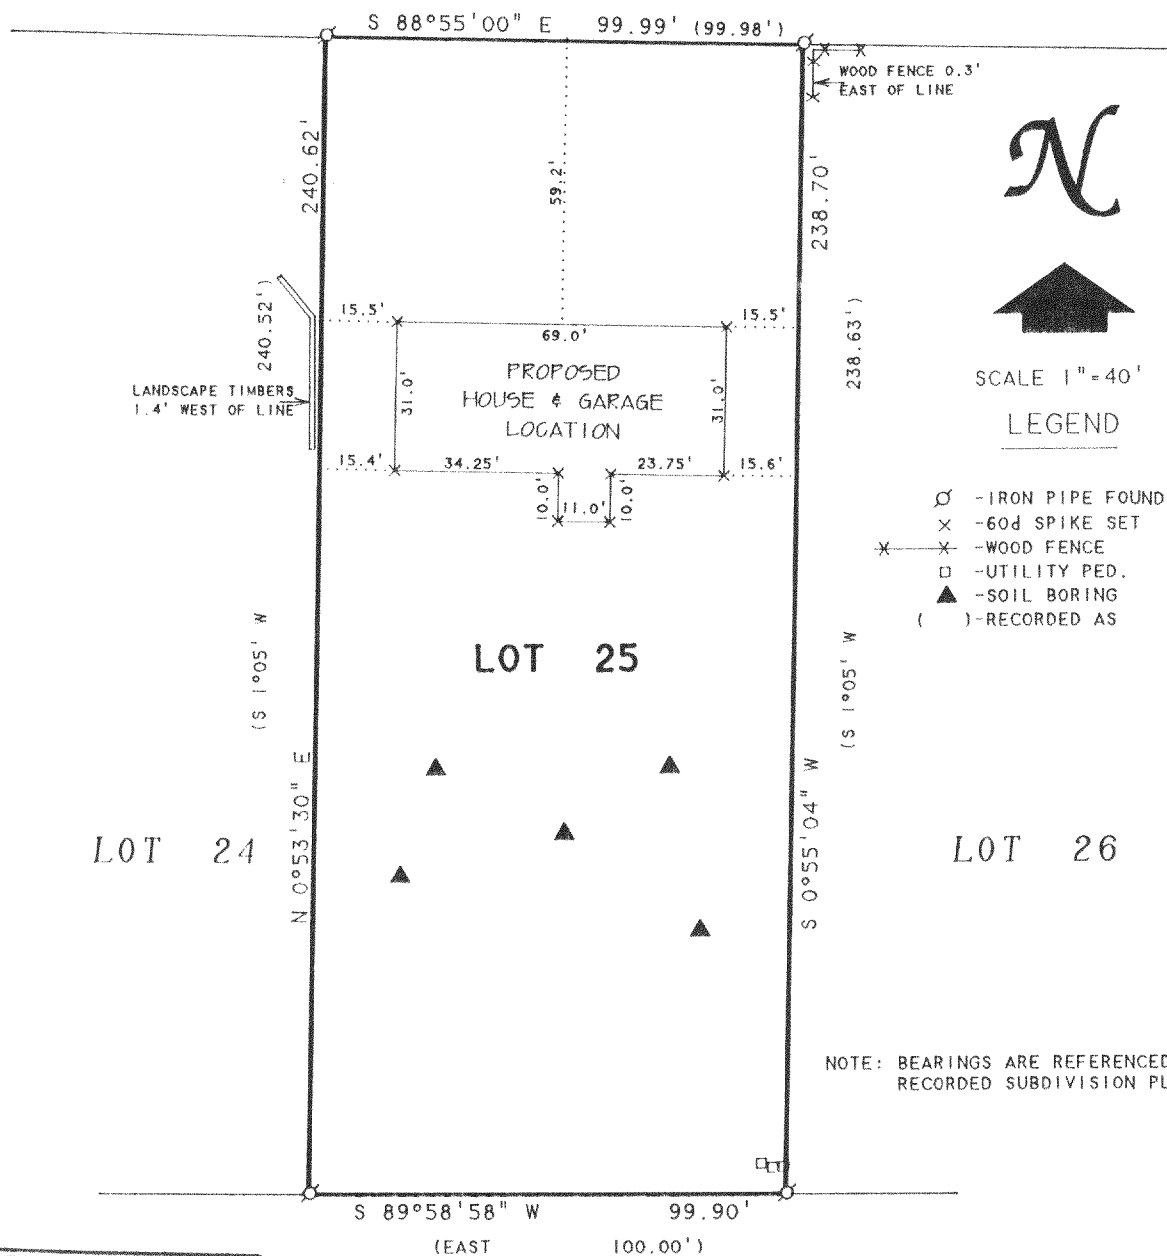 S 88°55'00" E 99.99' (99.98')
WOOD FENCE 0.3'
EAST OF LINE
240.62'
59.2'
238.70'
N
240.52')
15.5'
69.0'
15.5'
238.63')
SCALE 1"=40'
LEGEND
LANDSCAPE TIMBERS
1.4' WEST OF LINE
31.0'
PROPOSED
HOUSE & GARAGE
LOCATION
31.0'
15.4'
34.25'
23.75'
15.6'
10.0'
11.0'
10.0'
-IRON PIPE FOUND
-60d SPIKE SET
-WOOD FENCE
-UTILITY PED.
-SOIL BORING
( )-RECORDED AS
(S 1°05' W
LOT 25
(S 1°05' W
N 0°53'30" E
S 0°55'04" W
LOT 24
LOT 26
NOTE: BEARINGS ARE REFERENCED
RECORDED SUBDIVISION PL
S 89°58'58" W 99.90'
(EAST 100.00')